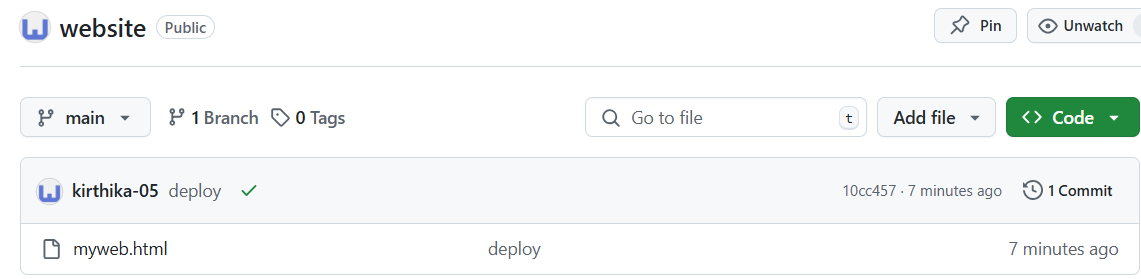 website Public Pin Unwatch
main 1 Branch 0 Tags Go to file t Add file Code
kirthika-05 deploy 10cc457 · 7 minutes ago 1 Commit
myweb.html deploy 7 minutes ago